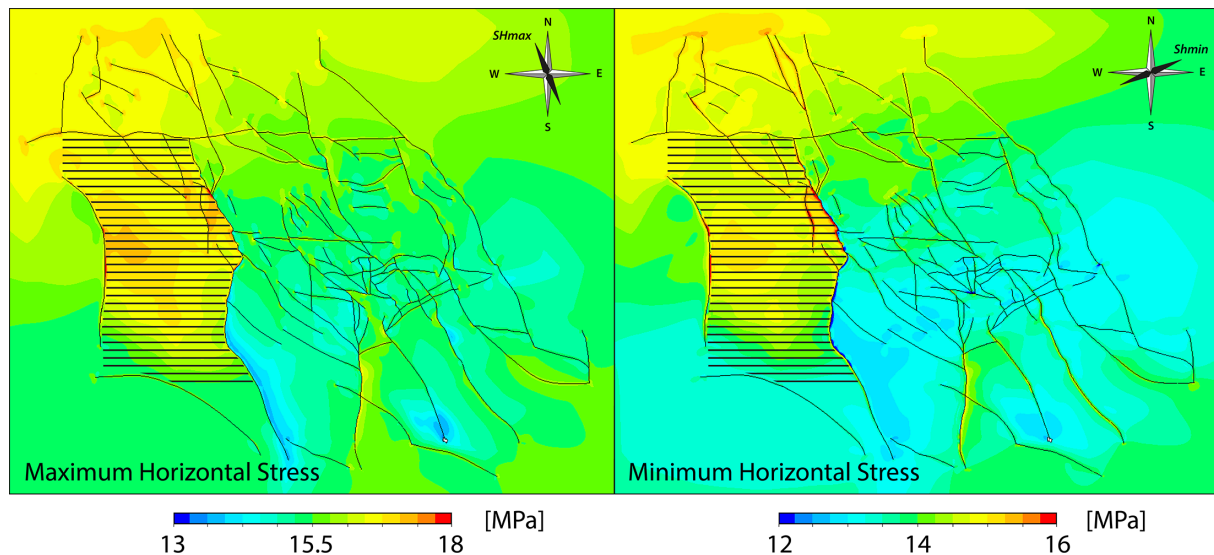 N
SHmax
W E
S
N
Shmin
W E
S
Maximum Horizontal Stress
Minimum Horizontal Stress
[MPa]
13 15.5 18
[MPa]
12 14 16